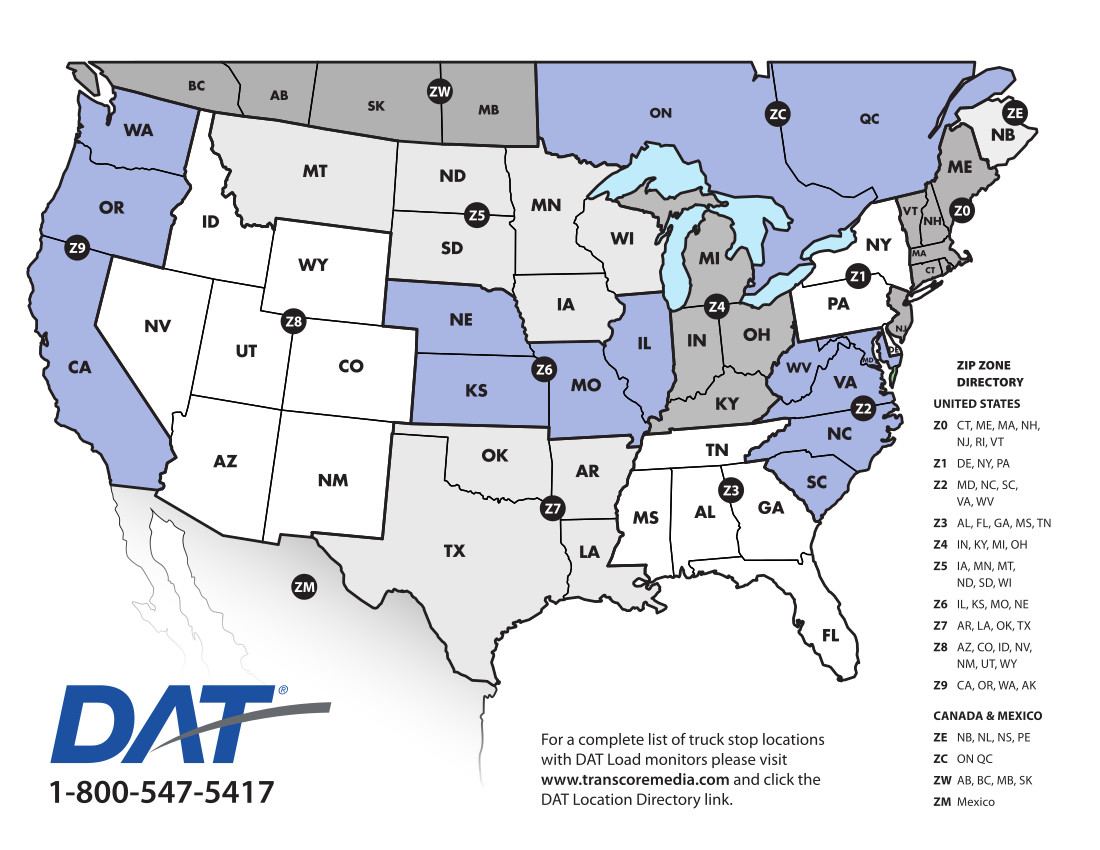 BC
AB
SK
ZW
MB
ON
ZC
QC
ZE
NB
WA
MT
ND
MN
ME
OR
ID
Z5
VT
NH
Z0
Z9
SD
WI
NY
MA
WY
MI
CT
Z1
NV
Z8
NE
IA
Z4
PA
UT
IL
IN
OH
NJ
CA
CO
KS
Z6
MO
WV
VA
MD
DE
KY
Z2
NC
AZ
NM
OK
AR
TN
SC
Z7
MS
AL
Z3
GA
TX
LA
ZM
FL
ZIP ZONE
DIRECTORY
UNITED STATES
Z0 CT, ME, MA, NH,
NJ, RI, VT
Z1 DE, NY, PA
Z2 MD, NC, SC,
VA, WV
Z3 AL, FL, GA, MS, TN
Z4 IN, KY, MI, OH
Z5 IA, MN, MT,
ND, SD, WI
Z6 IL, KS, MO, NE
Z7 AR, LA, OK, TX
Z8 AZ, CO, ID, NV,
NM, UT, WY
Z9 CA, OR, WA, AK
CANADA & MEXICO
ZE NB, NL, NS, PE
ZC ON QC
ZW AB, BC, MB, SK
ZM Mexico
DAT®
1-800-547-5417
For a complete list of truck stop locations
with DAT Load monitors please visit
www.transcoremedia.com and click the
DAT Location Directory link.